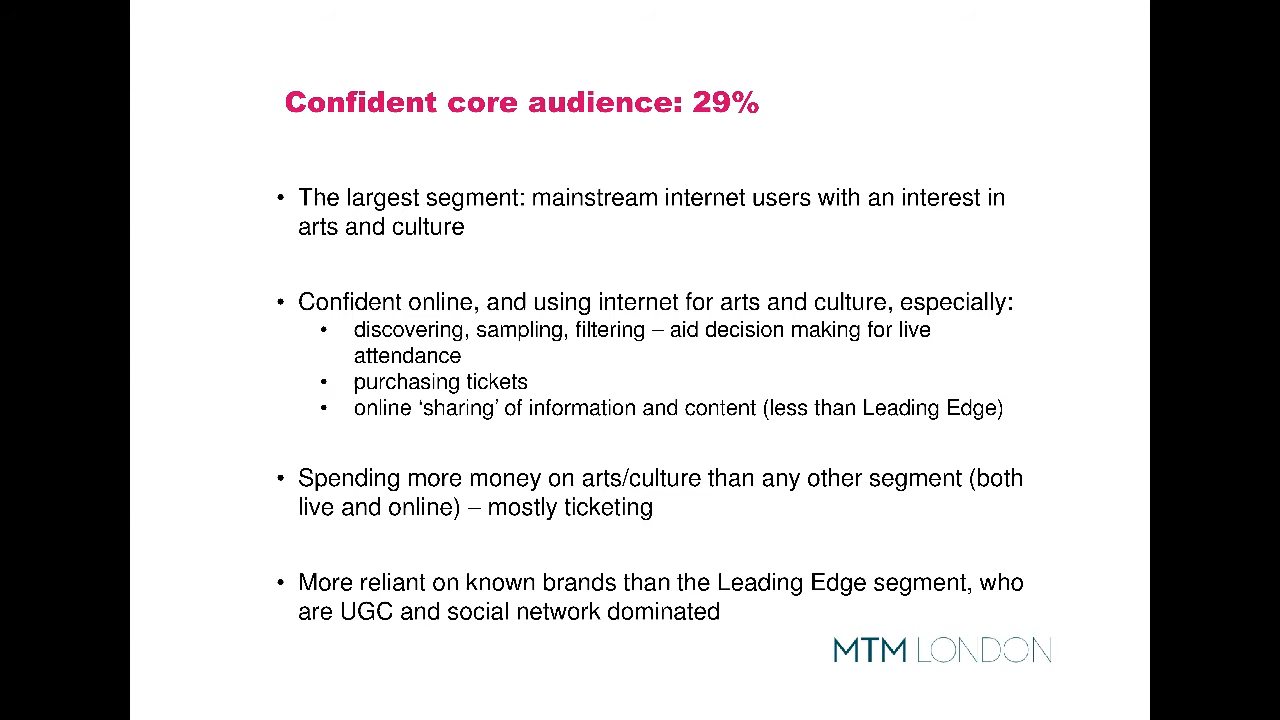 Confident core audience: 29%
• The largest segment: mainstream internet users with an interest in
arts and culture
• Confident online, and using internet for arts and culture, especially:
• discovering, sampling, filtering – aid decision making for live
attendance
• purchasing tickets
• online ‘sharing’ of information and content (less than Leading Edge)
• Spending more money on arts/culture than any other segment (both
live and online) – mostly ticketing
• More reliant on known brands than the Leading Edge segment, who
are UGC and social network dominated
MTM LONDON